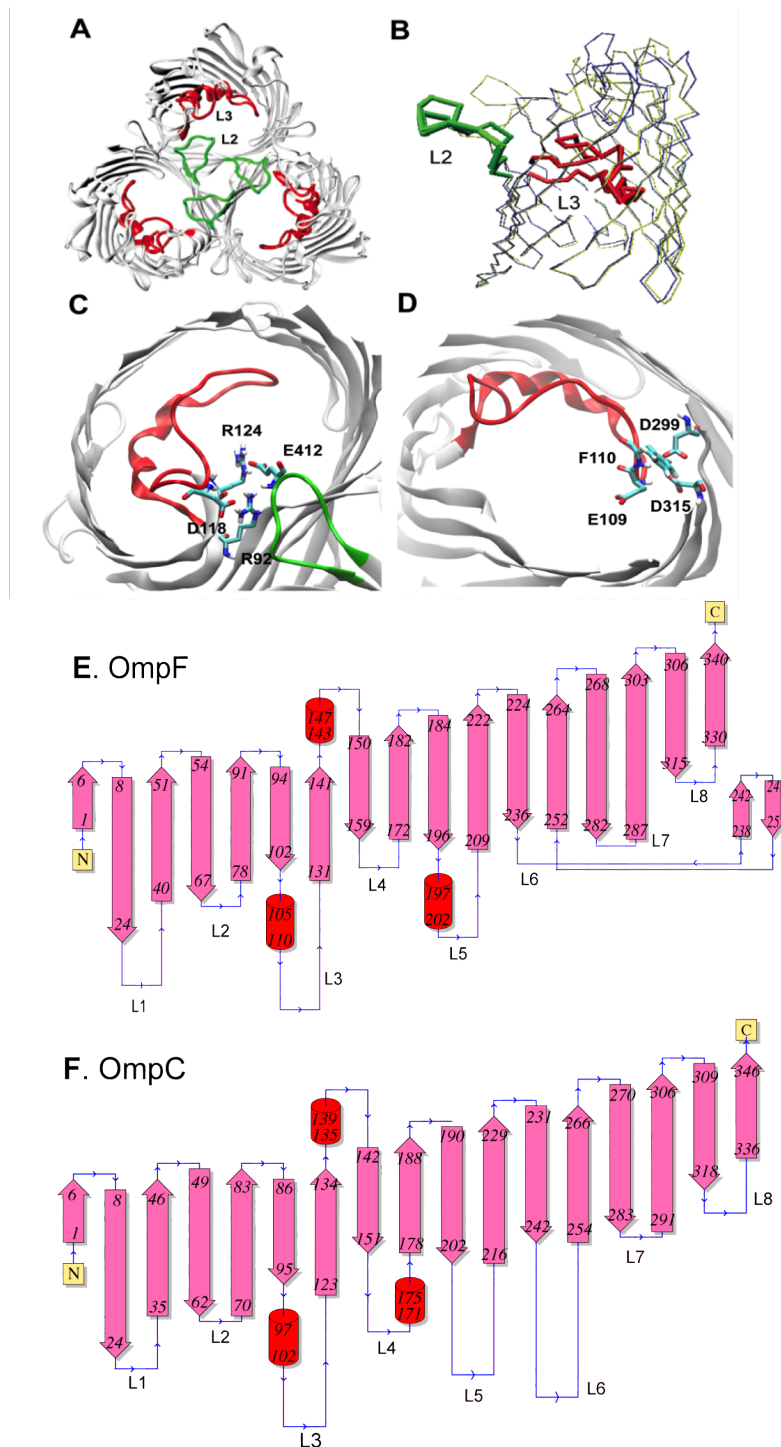 A
B
L3
L2
L2
L3
C
D
R124
E412
D118
R92
D299
F110
D315
E109
E. OmpF
C
6 8 51 54 91 94 147 143 141 150 182 184 222 224 264 268 303 306 340
242 24
1 24 40 67 78 102 131 159 172 196 209 236 252 282 287 315 330 238 25
N
105 110
197 202
L1 L2 L3 L4 L5 L6 L7 L8
F. OmpC
C
6 8 46 49 83 86 139 135 134 142 188 190 229 231 266 270 306 309 346
1 24 35 62 70 95 123 151 178 202 216 242 254 283 291 318 336
N
97 102
175 171
L1 L2 L3 L4 L5 L6 L7 L8